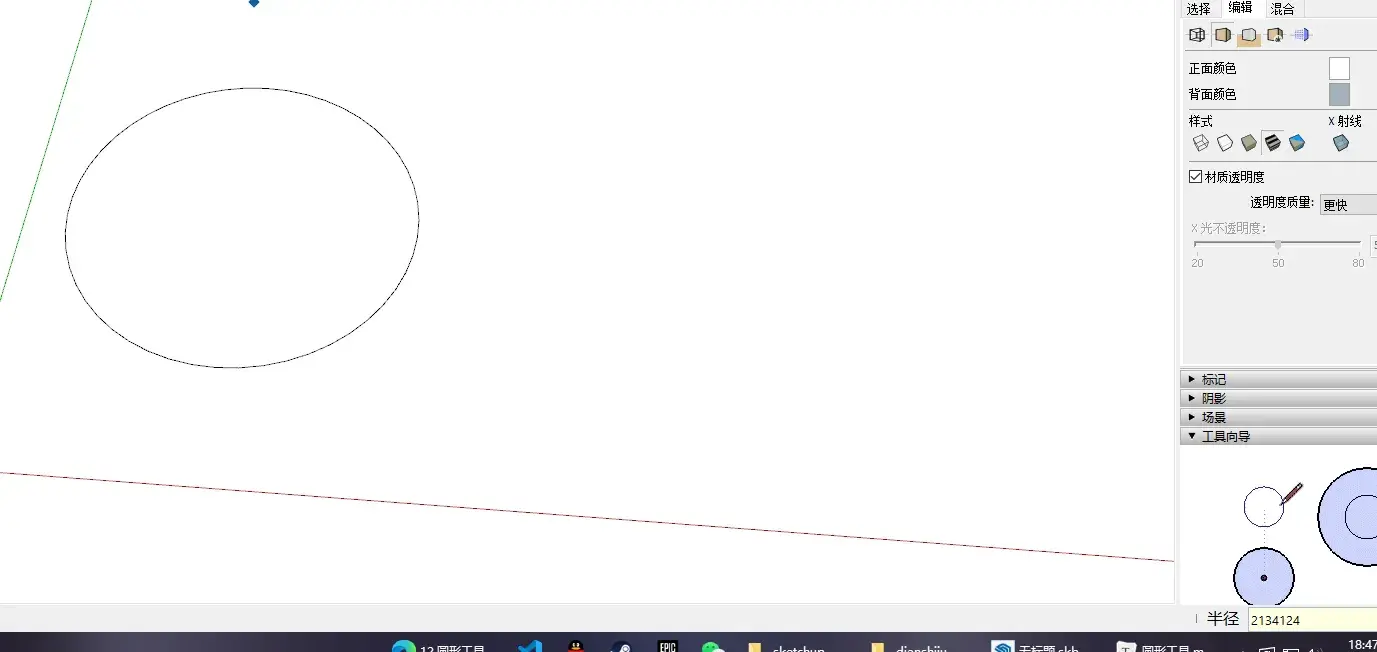 选择 编辑 混合
正面颜色
背面颜色
样式 X 射线
材质透明度
透明度质量: 更快
X 光不透明度:
20 50 80
标记
阴影
场景
工具向导
半径 2134124
12 圆形工具 EPIC sketchup dianshiju 无标题.skb 圆形工具.m 18:47